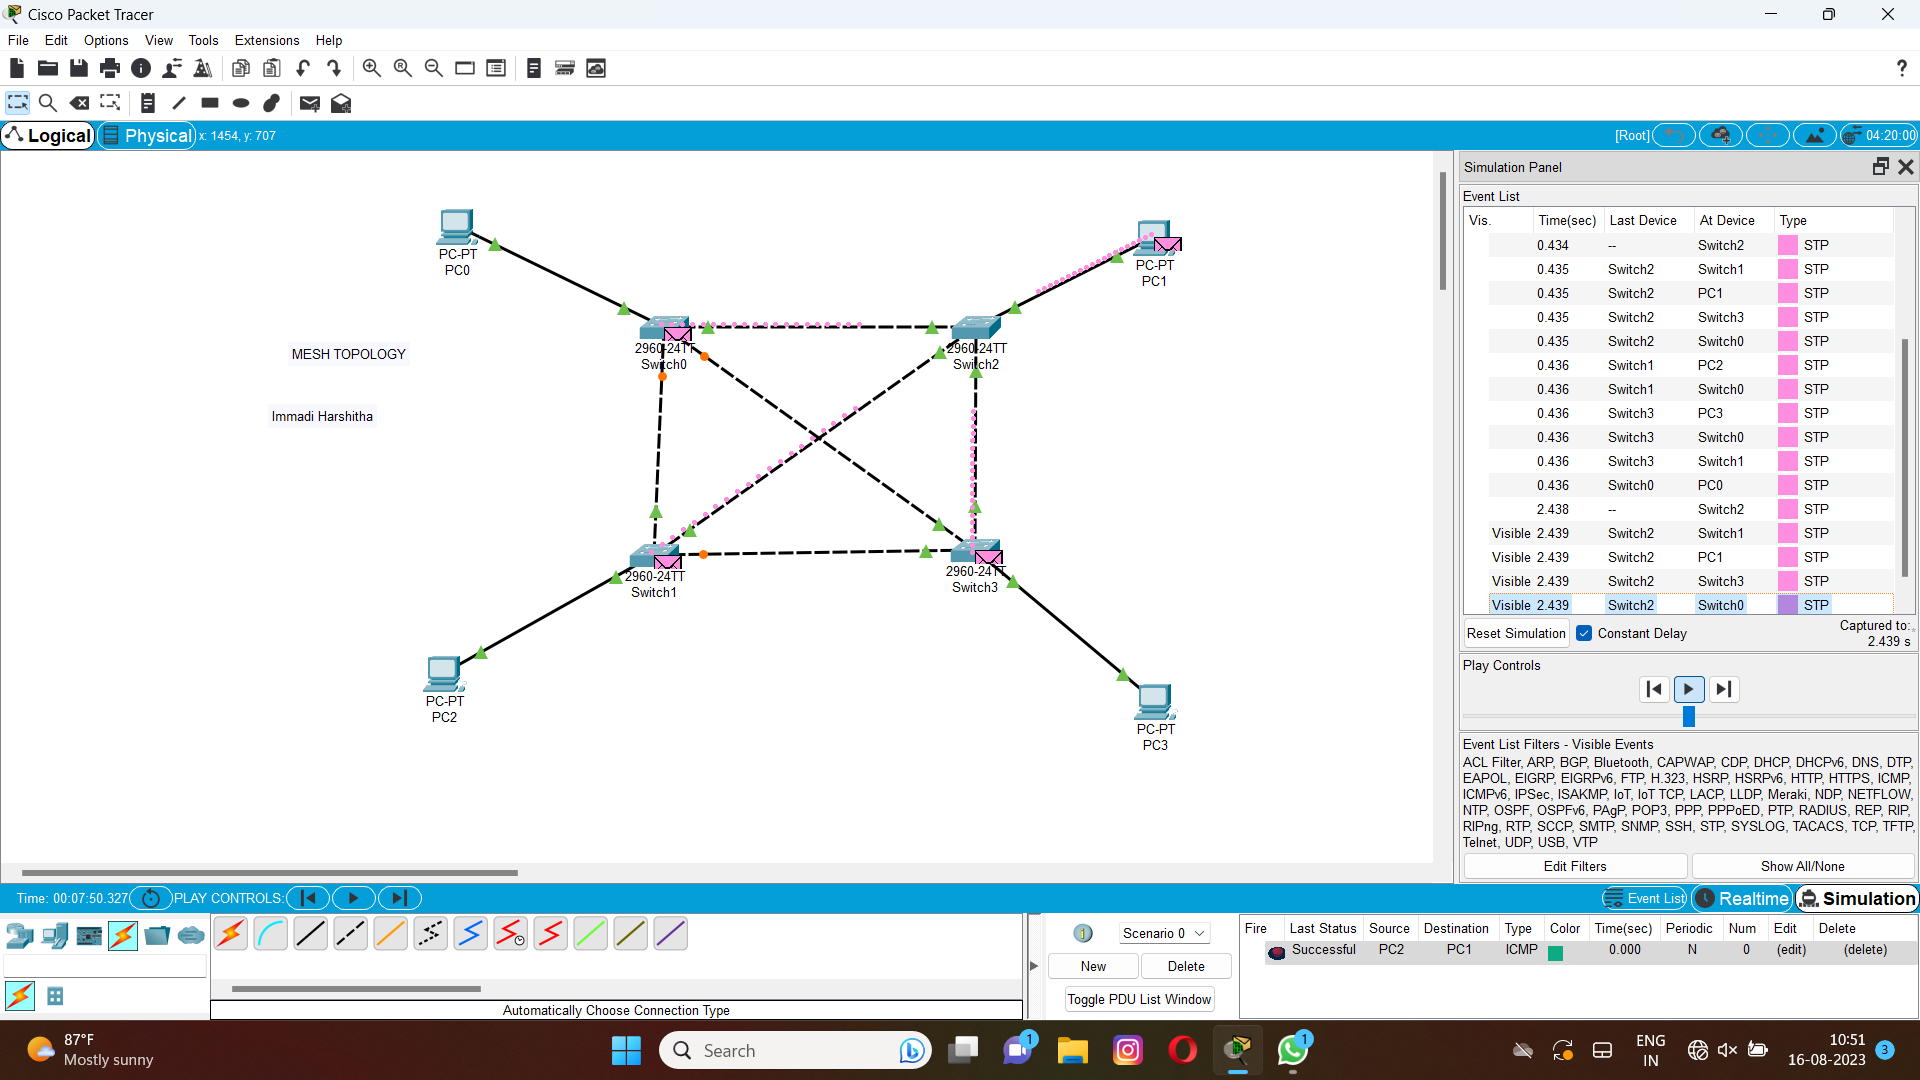 Cisco Packet Tracer
File Edit Options View Tools Extensions Help
Logical Physical x: 1454, y: 707 [Root] 04:20:00
PC-PT
PC0
PC-PT
PC1
2960-24TT
Switch0
2960-24TT
Switch2
MESH TOPOLOGY
Immadi Harshitha
2960-24TT
Switch1
2960-24TT
Switch3
PC-PT
PC2
PC-PT
PC3
Simulation Panel
Event List
Vis. Time(sec) Last Device At Device Type
0.434 -- Switch2 STP
0.435 Switch2 Switch1 STP
0.435 Switch2 PC1 STP
0.435 Switch2 Switch3 STP
0.435 Switch2 Switch0 STP
0.436 Switch1 PC2 STP
0.436 Switch1 Switch0 STP
0.436 Switch3 PC3 STP
0.436 Switch3 Switch0 STP
0.436 Switch3 Switch1 STP
0.436 Switch0 PC0 STP
2.438 -- Switch2 STP
Visible 2.439 Switch2 Switch1 STP
Visible 2.439 Switch2 PC1 STP
Visible 2.439 Switch2 Switch3 STP
Visible 2.439 Switch2 Switch0 STP
Reset Simulation Constant Delay Captured to:
2.439 s
Play Controls
Event List Filters - Visible Events
ACL Filter, ARP, BGP, Bluetooth, CAPWAP, CDP, DHCP, DHCPv6, DNS, DTP,
EAPOL, EIGRP, EIGRPv6, FTP, H.323, HSRP, HSRPv6, HTTP, HTTPS, ICMP,
ICMPv6, IPSec, ISAKMP, IoT, IoT TCP, LACP, LLDP, Meraki, NDP, NETFLOW,
NTP, OSPF, OSPFv6, PAgP, POP3, PPP, PPPoED, PTP, RADIUS, REP, RIP,
RIPng, RTP, SCCP, SMTP, SNMP, SSH, STP, SYSLOG, TACACS, TCP, TFTP,
Telnet, UDP, USB, VTP
Edit Filters Show All/None
Time: 00:07:50.327 PLAY CONTROLS: Event List Realtime Simulation
Scenario 0
New Delete
Toggle PDU List Window
Fire Last Status Source Destination Type Color Time(sec) Periodic Num Edit Delete
Successful PC2 PC1 ICMP 0.000 N 0 (edit) (delete)
Automatically Choose Connection Type
87°F
Mostly sunny
Search
1
1
ENG
IN
10:51
16-08-2023
3